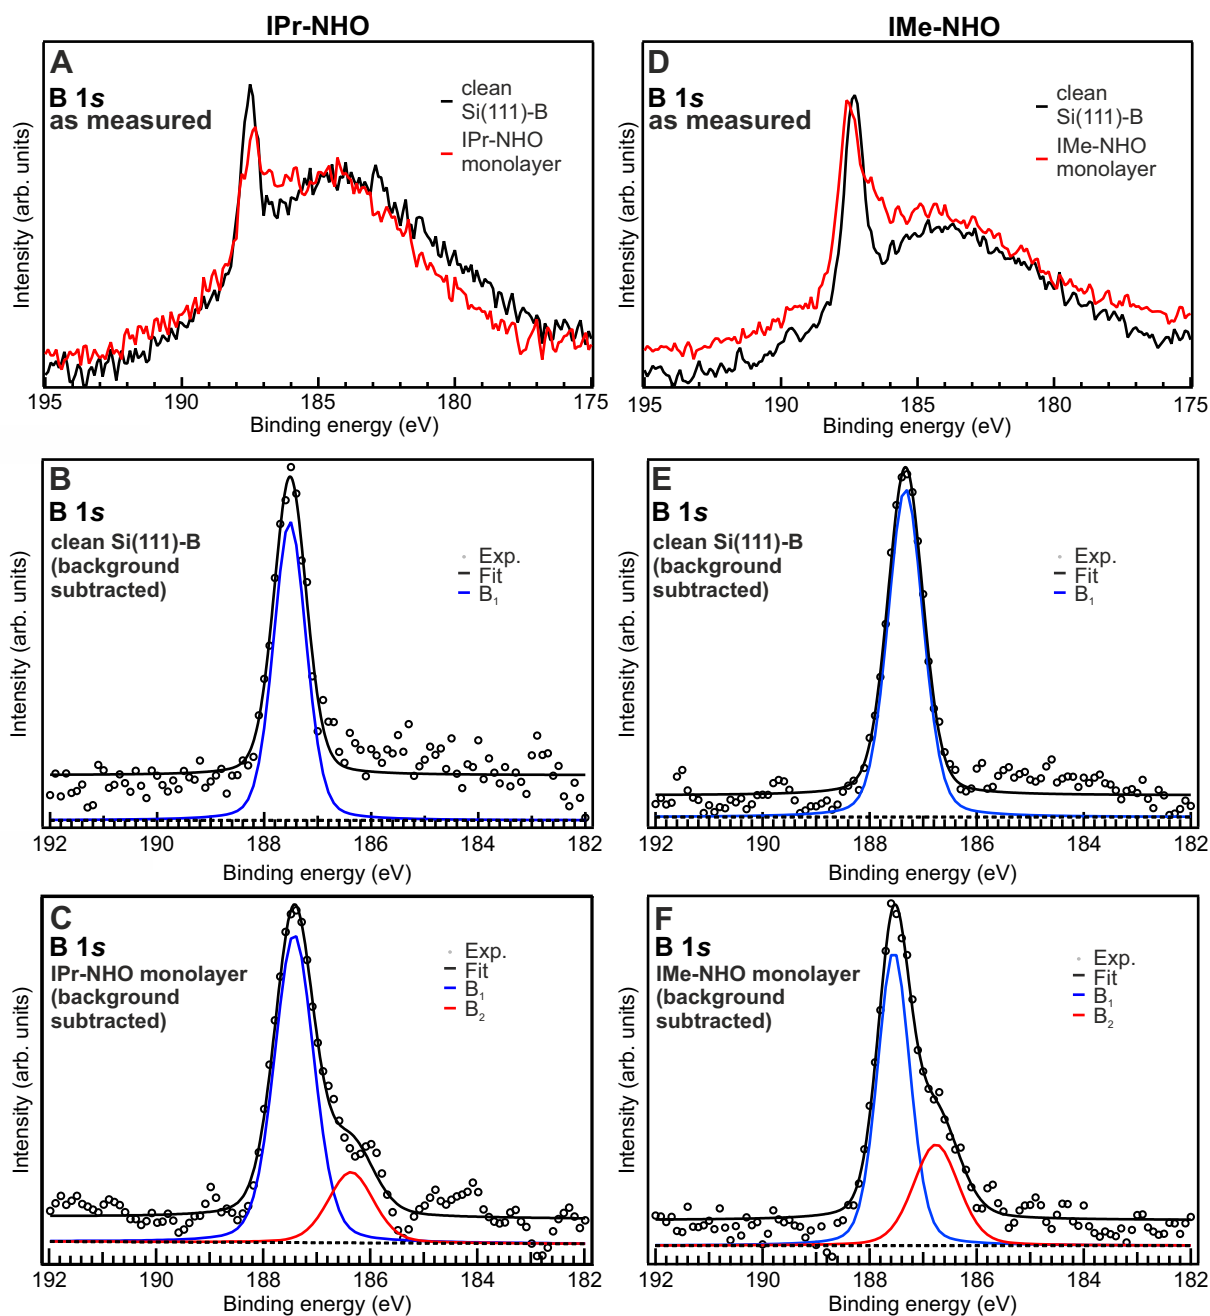 IPr-NHO
A
B 1s
as measured
clean
Si(111)-B
IPr-NHO
monolayer
Intensity (arb. units)
195 190 185 180 175
Binding energy (eV)
IMe-NHO
D
B 1s
as measured
clean
Si(111)-B
IMe-NHO
monolayer
Intensity (arb. units)
195 190 185 180 175
Binding energy (eV)
B
B 1s
clean Si(111)-B
(background
subtracted)
Exp.
Fit
B₁
Intensity (arb. units)
192 190 188 186 184 182
Binding energy (eV)
E
B 1s
clean Si(111)-B
(background
subtracted)
Exp.
Fit
B₁
Intensity (arb. units)
192 190 188 186 184 182
Binding energy (eV)
C
B 1s
IPr-NHO monolayer
(background
subtracted)
Exp.
Fit
B₁
B₂
Intensity (arb. units)
192 190 188 186 184 182
Binding energy (eV)
F
B 1s
IMe-NHO monolayer
(background
subtracted)
Exp.
Fit
B₁
B₂
Intensity (arb. units)
192 190 188 186 184 182
Binding energy (eV)